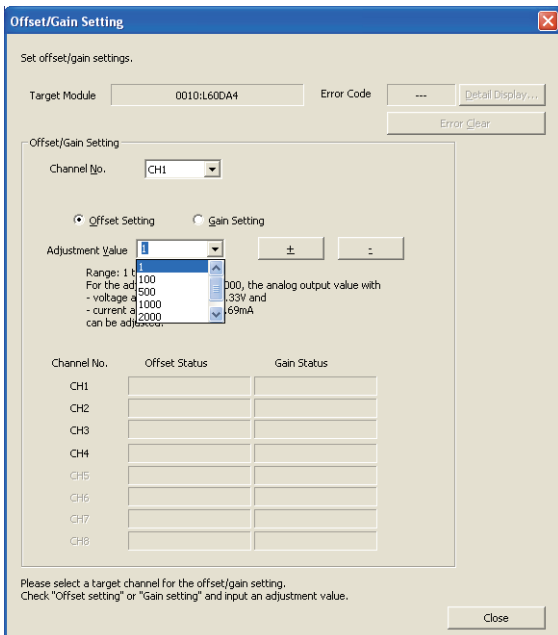 Offset/Gain Setting
Set offset/gain settings.
Target Module 0010:L60DA4 Error Code --- Detail Display...
Error Clear
Offset/Gain Setting
Channel No. CH1
Offset Setting Gain Setting
Adjustment Value 1 + -
1
100
500
1000
2000
Range: 1
For the 000, the analog output value with
- voltage .33V and
- current .69mA
can be adjusted.
Channel No. Offset Status Gain Status
CH1
CH2
CH3
CH4
CH5
CH6
CH7
CH8
Please select a target channel for the offset/gain setting.
Check "Offset setting" or "Gain setting" and input an adjustment value.
Close